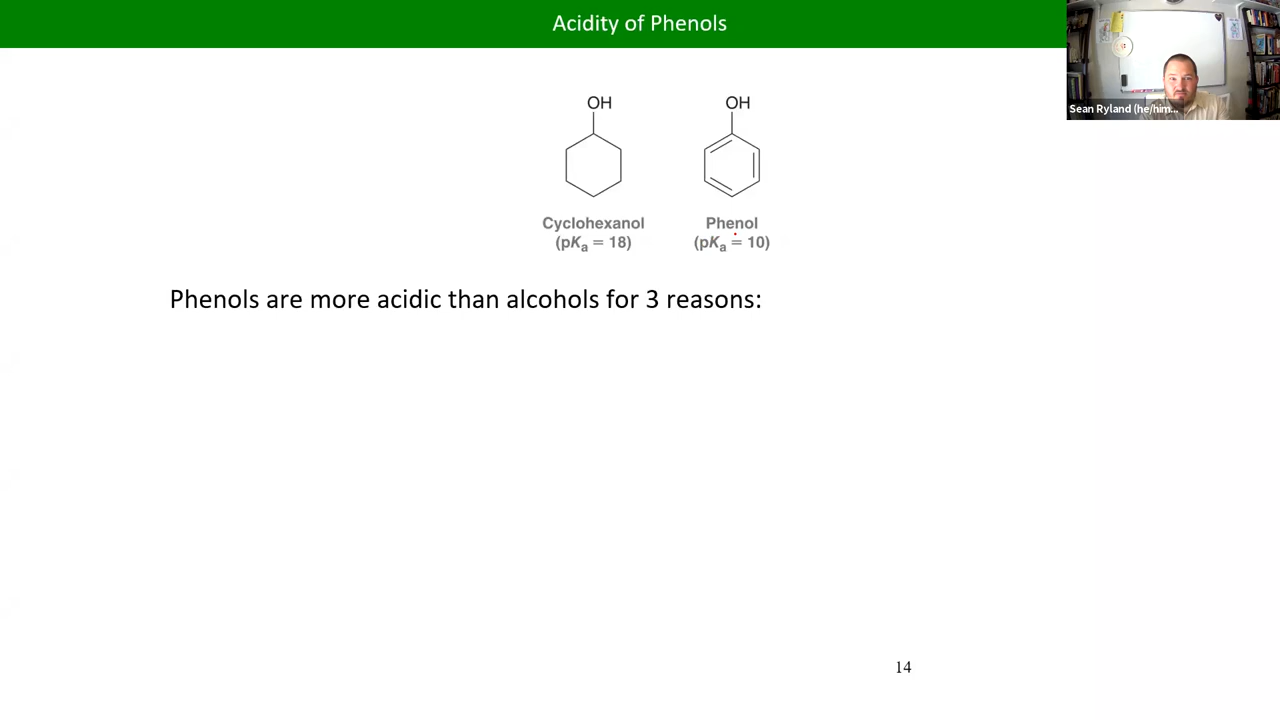 Acidity of Phenols
Sean Ryland (he/him...
OH OH
Cyclohexanol Phenol
(pKa = 18) (pKa = 10)
Phenols are more acidic than alcohols for 3 reasons:
14